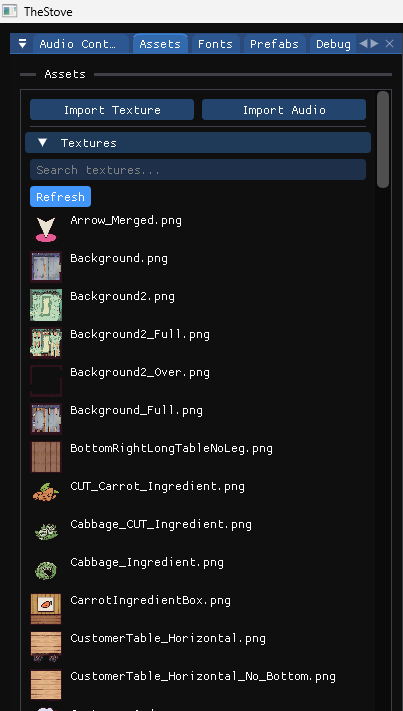 TheStove
Audio Cont… Assets Fonts Prefabs Debug
Assets
Import Texture Import Audio
Textures
Search textures...
Refresh
Arrow_Merged.png
Background.png
Background2.png
Background2_Full.png
Background2_Over.png
Background_Full.png
BottomRightLongTableNoLeg.png
CUT_Carrot_Ingredient.png
Cabbage_CUT_Ingredient.png
Cabbage_Ingredient.png
CarrotIngredientBox.png
CustomerTable_Horizontal.png
CustomerTable_Horizontal_No_Bottom.png